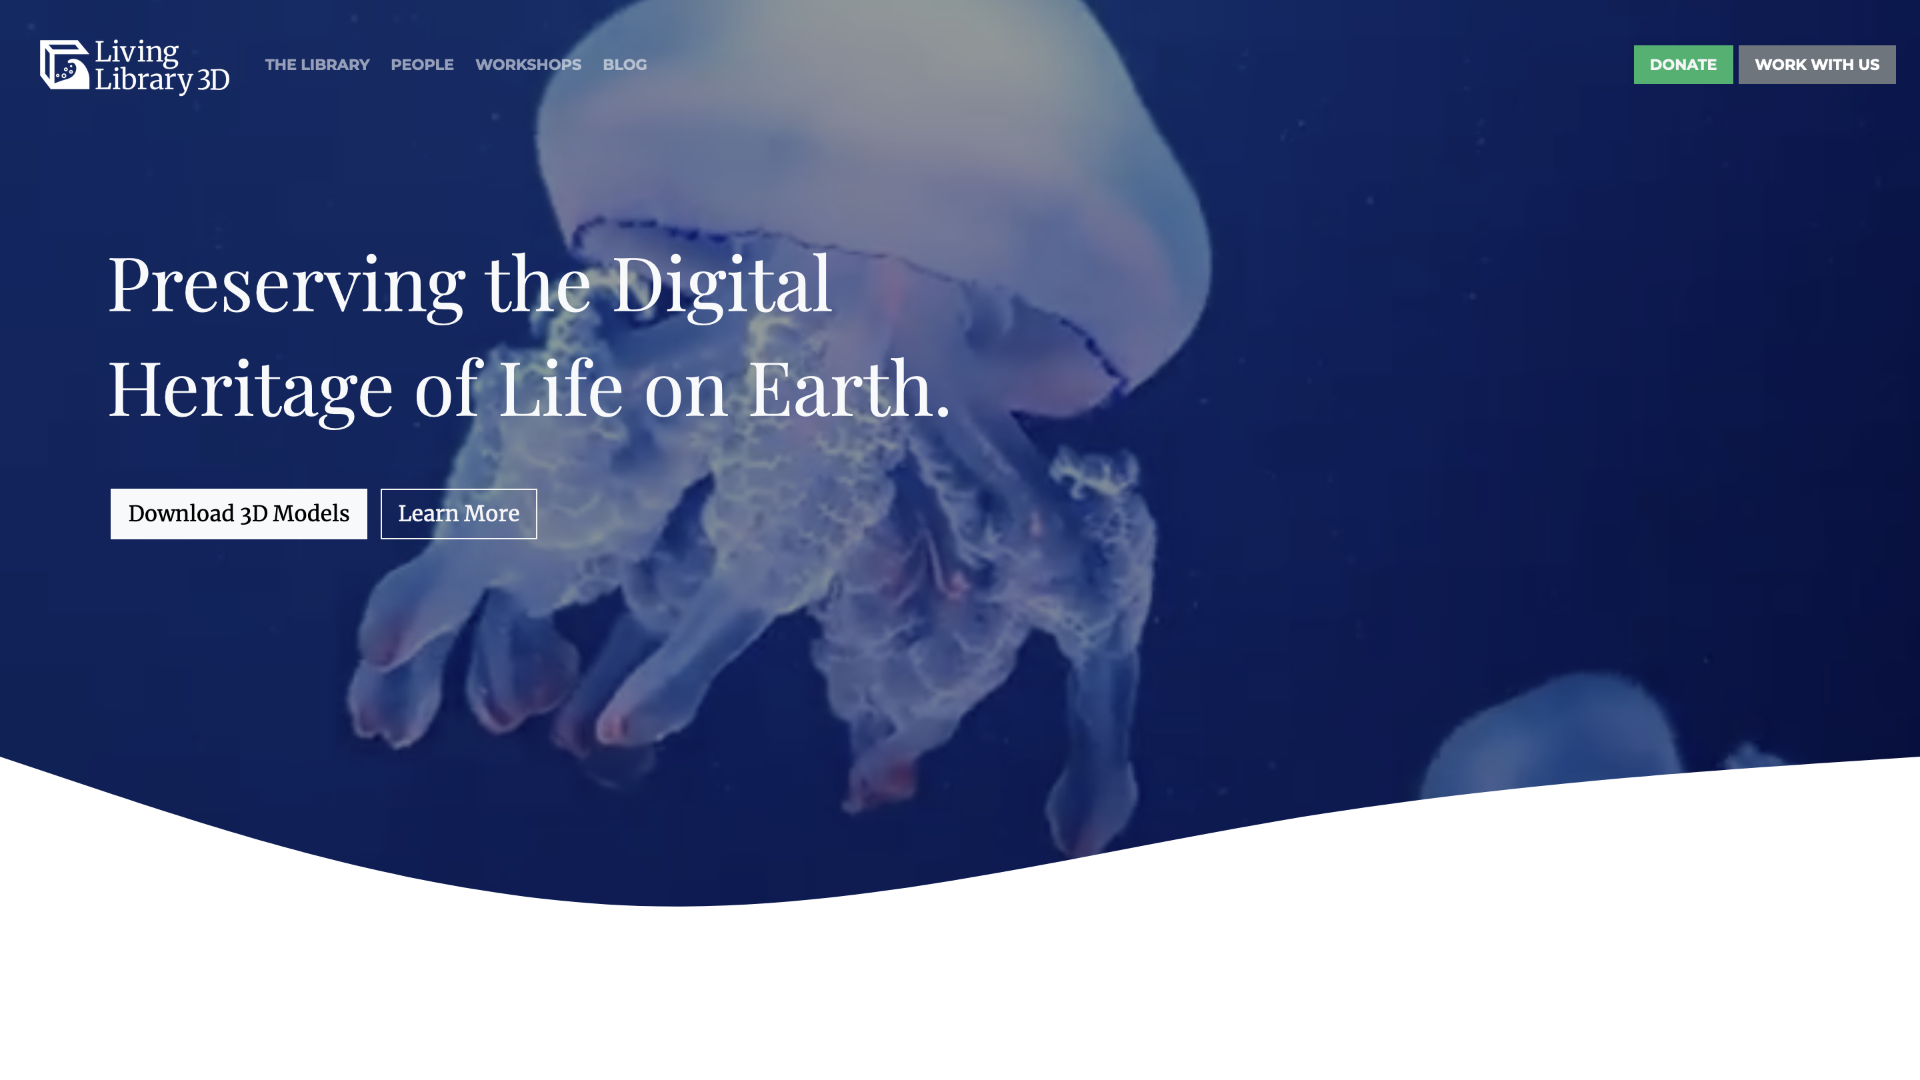 Living
Library 3D
THE LIBRARY
PEOPLE
WORKSHOPS
BLOG
DONATE
WORK WITH US
Preserving the Digital
Heritage of Life on Earth.
Download 3D Models
Learn More